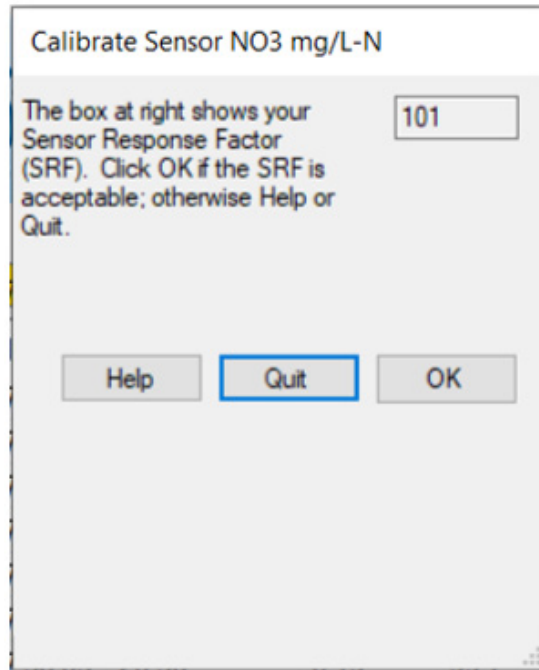 Calibrate Sensor NO3 mg/L-N
The box at right shows your
Sensor Response Factor
(SRF). Click OK if the SRF is
acceptable; otherwise Help or
Quit.
101
Help
Quit
OK